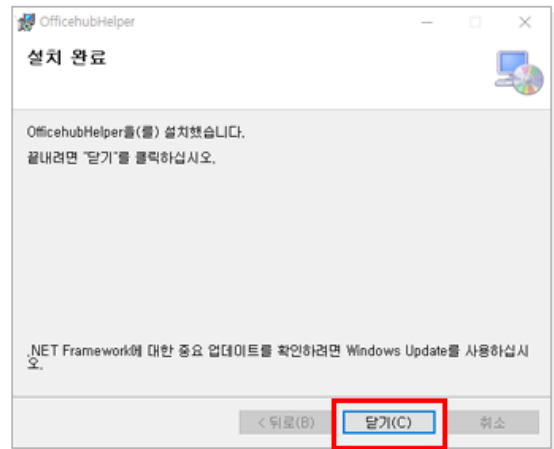 OfficehubHelper
설치 완료
OfficehubHelper을(를) 설치했습니다.
끝내려면 "닫기"를 클릭하십시오.
.NET Framework에 대한 중요 업데이트를 확인하려면 Windows Update를 사용하십시
오.
< 뒤로(B) 닫기(C) 취소